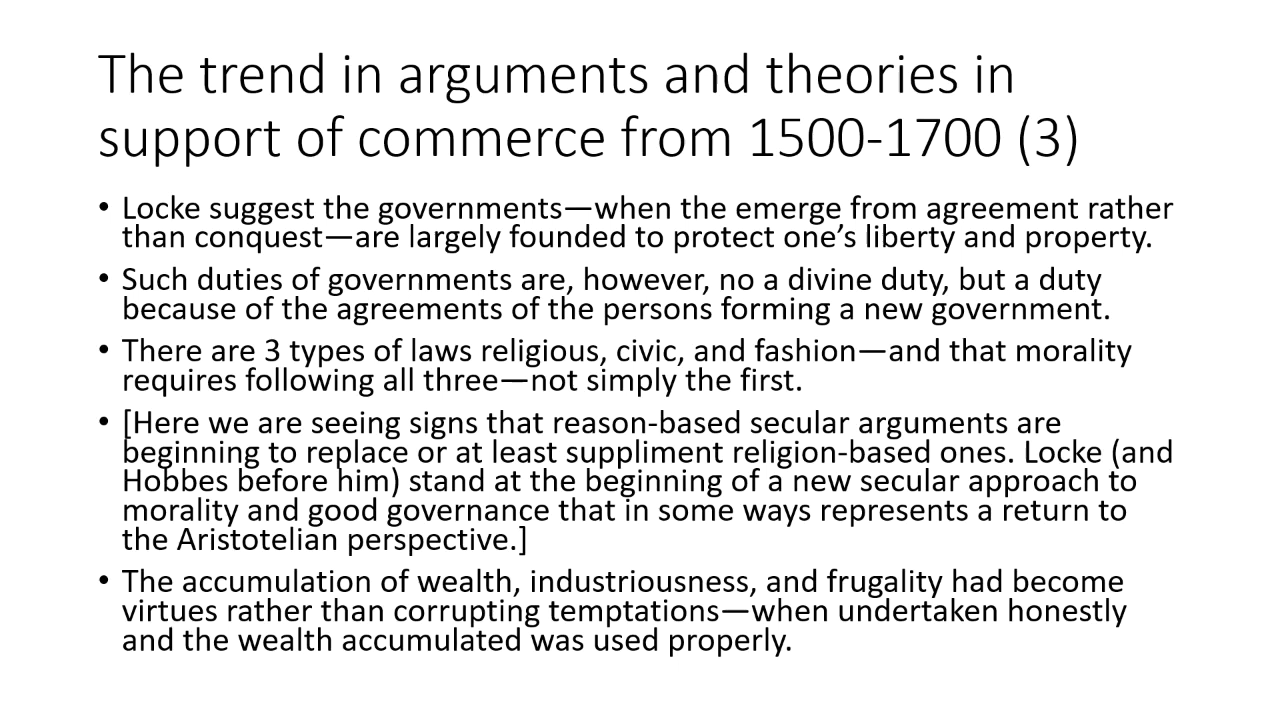 The trend in arguments and theories in
support of commerce from 1500-1700 (3)
• Locke suggest the governments—when the emerge from agreement rather
than conquest—are largely founded to protect one’s liberty and property.
• Such duties of governments are, however, no a divine duty, but a duty
because of the agreements of the persons forming a new government.
• There are 3 types of laws religious, civic, and fashion—and that morality
requires following all three—not simply the first.
• [Here we are seeing signs that reason-based secular arguments are
beginning to replace or at least suppliment religion-based ones. Locke (and
Hobbes before him) stand at the beginning of a new secular approach to
morality and good governance that in some ways represents a return to
the Aristotelian perspective.]
• The accumulation of wealth, industriousness, and frugality had become
virtues rather than corrupting temptations—when undertaken honestly
and the wealth accumulated was used properly.